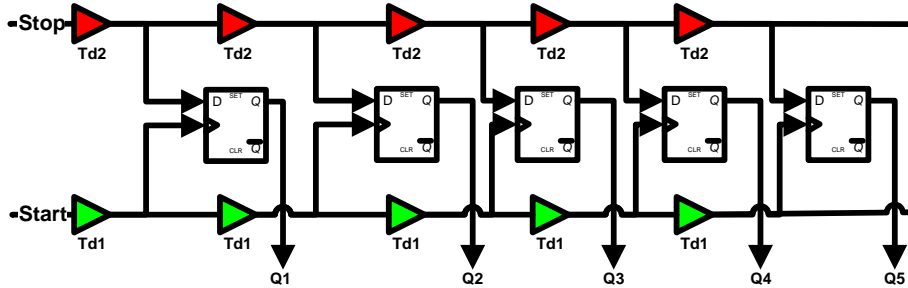 Stop
Td2 Td2 Td2 Td2 Td2
SET SET SET SET SET
D Q D Q D Q D Q D Q
CLR Q CLR Q CLR Q CLR Q CLR Q
Start
Td1 Td1 Td1 Td1 Td1
Q1 Q2 Q3 Q4 Q5